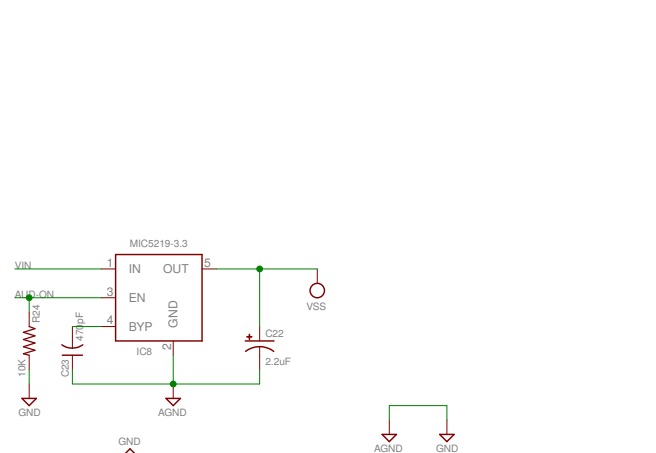 MIC5219-3.3
VIN
1
IN
OUT
5
AUD-ON
3
EN
VSS
R24
470pF
4
BYP
GND
C22
IC8
2
10K
C23
2.2uF
GND
AGND
GND
AGND
GND